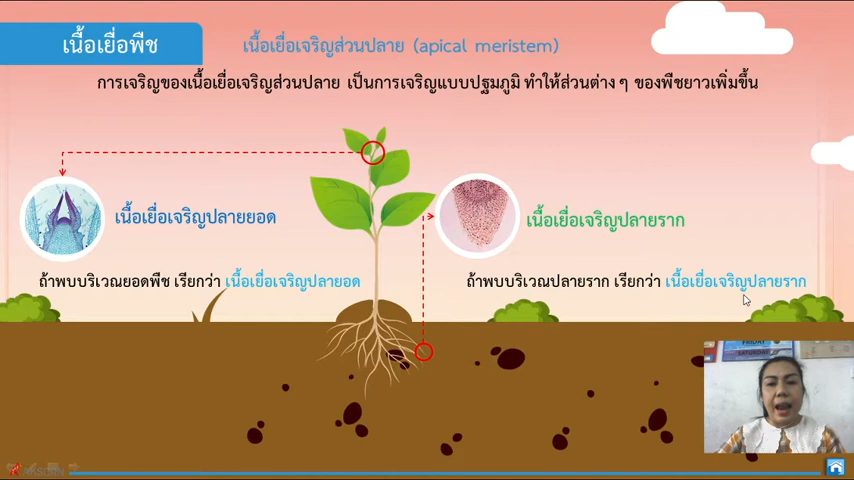 เนื้อเยื่อพืช
เนื้อเยื่อเจริญส่วนปลาย (apical meristem)
การเจริญของเนื้อเยื่อเจริญส่วนปลาย เป็นการเจริญแบบปฐมภูมิ ทำให้ส่วนต่าง ๆ ของพืชยาวเพิ่มขึ้น
เนื้อเยื่อเจริญปลายยอด
เนื้อเยื่อเจริญปลายราก
ถ้าพบบริเวณยอดพืช เรียกว่า เนื้อเยื่อเจริญปลายยอด
ถ้าพบบริเวณปลายราก เรียกว่า เนื้อเยื่อเจริญปลายราก
FRIDAY
SATURDAY
AKSORN